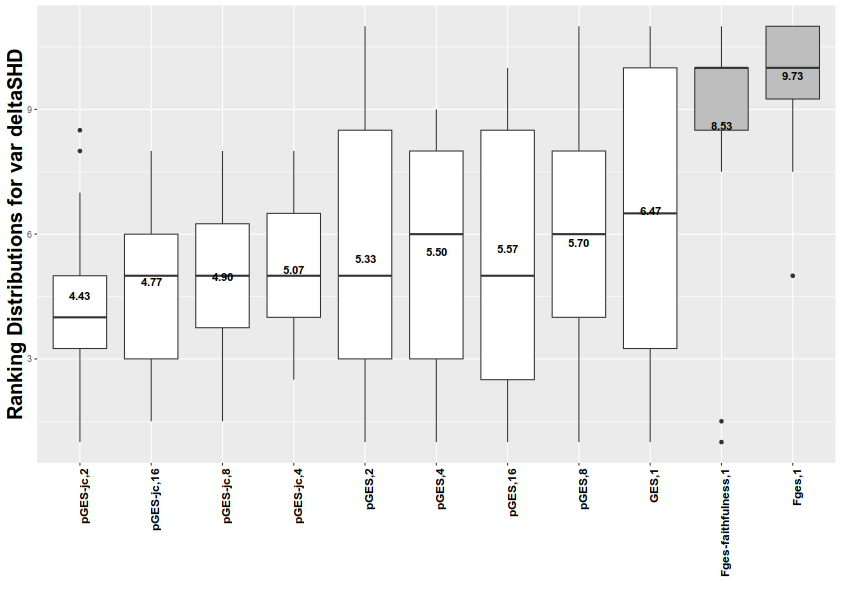 Ranking Distributions for var deltaSHD
9
6
3
4.43
4.77
4.90
5.07
5.33
5.50
5.57
5.70
6.47
8.53
9.73
pGES-jc,2
pGES-jc,16
pGES-jc,8
pGES-jc,4
pGES,2
pGES,4
pGES,16
pGES,8
GES,1
Fges-faithfulness,1
Fges,1